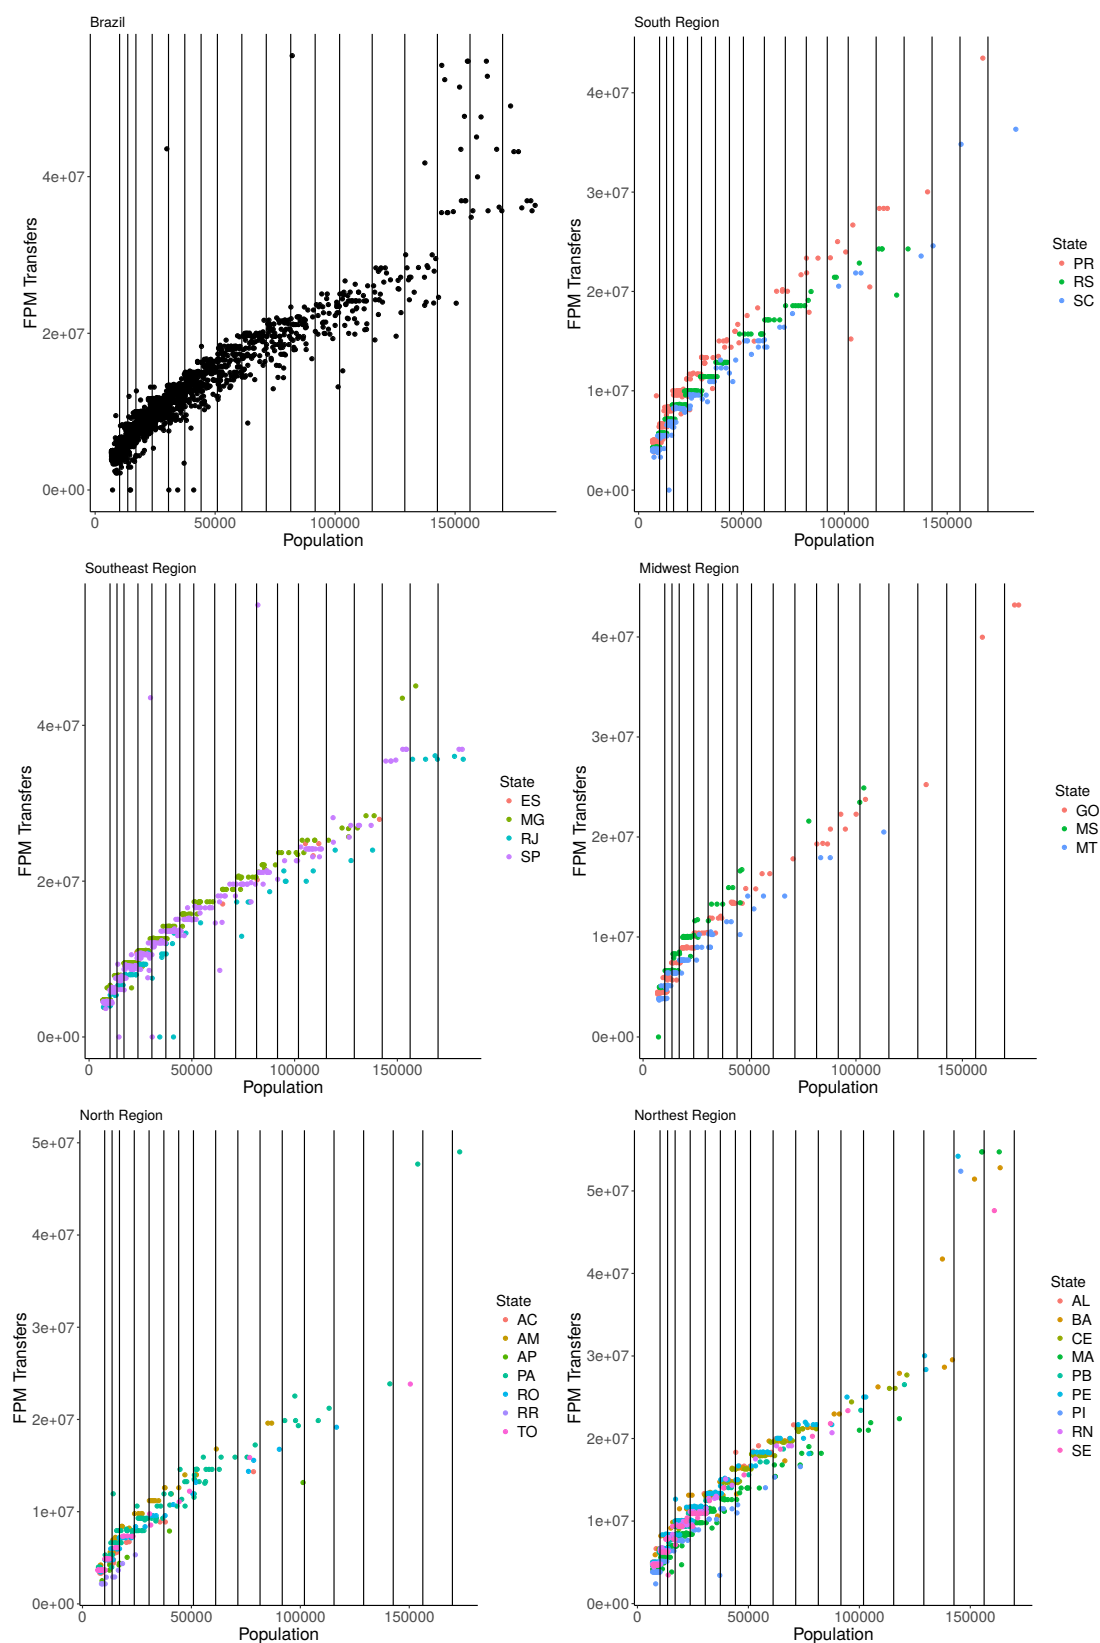 Brazil
FPM Transfers
4e+07
2e+07
0e+00
0
50000
100000
150000
Population
South Region
FPM Transfers
4e+07
3e+07
2e+07
1e+07
0e+00
0
50000
100000
150000
Population
State
PR
RS
SC
Southeast Region
FPM Transfers
4e+07
2e+07
0e+00
0
50000
100000
150000
Population
State
ES
MG
RJ
SP
Midwest Region
FPM Transfers
4e+07
3e+07
2e+07
1e+07
0e+00
0
50000
100000
150000
Population
State
GO
MS
MT
North Region
FPM Transfers
5e+07
4e+07
3e+07
2e+07
1e+07
0e+00
0
50000
100000
150000
Population
State
AC
AM
AP
PA
RO
RR
TO
Northest Region
FPM Transfers
5e+07
4e+07
3e+07
2e+07
1e+07
0e+00
0
50000
100000
150000
Population
State
AL
BA
CE
MA
PB
PE
PI
RN
SE